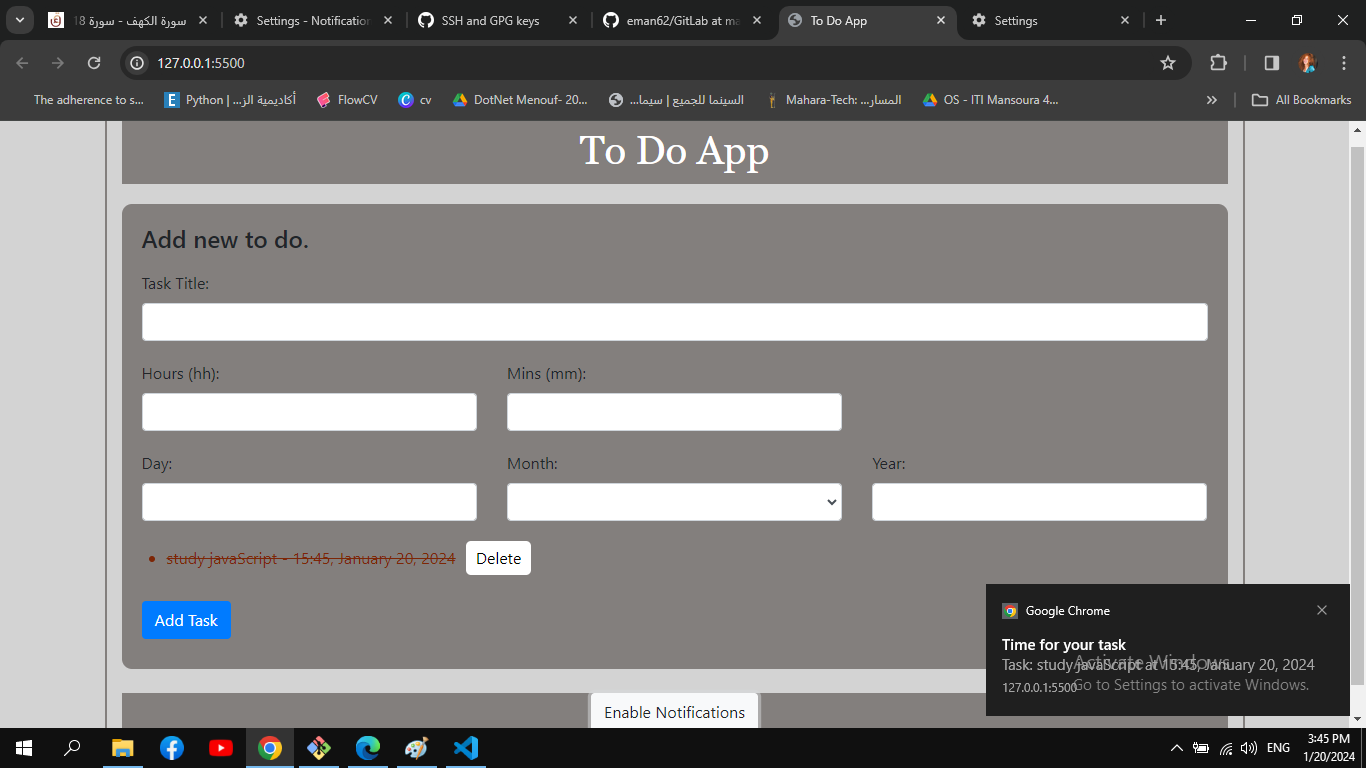 سورة الكهف - سورة 18
Settings - Notification
SSH and GPG keys
eman62/GitLab at ma
To Do App
Settings
127.0.0.1:5500
The adherence to s...
Python | ...أكاديمية الز
FlowCV
cv
DotNet Menouf- 20...
السينما للجميع | سيما...
Mahara-Tech: ...المسار
OS - ITI Mansoura 4...
All Bookmarks
To Do App
Add new to do.
Task Title:
Hours (hh):
Mins (mm):
Day:
Month:
Year:
study javaScript - 15:45, January 20, 2024
Delete
Add Task
Google Chrome
Time for your task
Task: study javaScript at 15:45, January 20, 2024
127.0.0.1:5500
Activate Windows
Go to Settings to activate Windows.
Enable Notifications
ENG
3:45 PM
1/20/2024